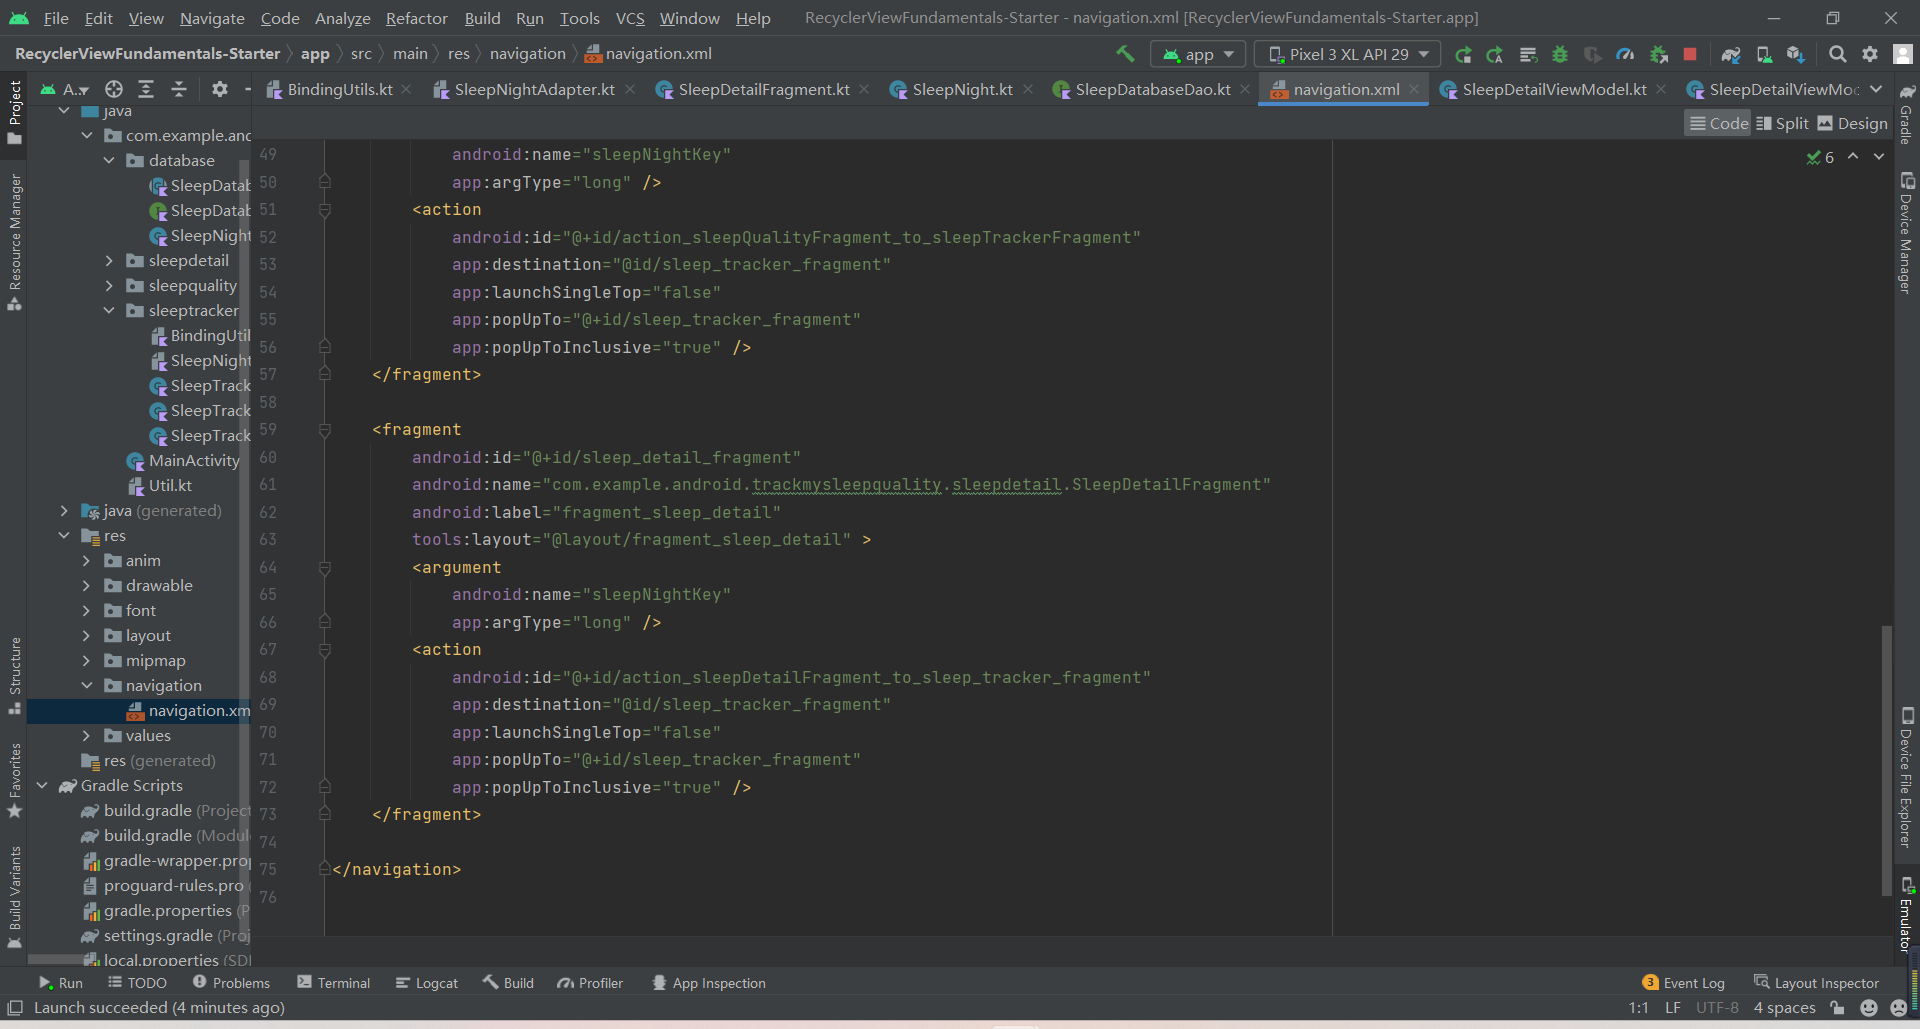 File Edit View Navigate Code Analyze Refactor Build Run Tools VCS Window Help RecyclerViewFundamentals-Starter - navigation.xml [RecyclerViewFundamentals-Starter.app]
RecyclerViewFundamentals-Starter app src main res navigation navigation.xml app Pixel 3 XL API 29
A.. BindingUtils.kt SleepNightAdapter.kt SleepDetailFragment.kt SleepNight.kt SleepDatabaseDao.kt navigation.xml SleepDetailViewModel.kt SleepDetailViewMo
Code Split Design
6
Project
Resource Manager
Structure
Favorites
Build Variants
java
com.example.and
database
SleepDatab
SleepDatab
SleepNight
sleepdetail
sleepquality
sleeptracker
BindingUtil
SleepNight
SleepTrack
SleepTrack
SleepTrack
MainActivity
Util.kt
java (generated)
res
anim
drawable
font
layout
mipmap
navigation
navigation.xm
values
res (generated)
Gradle Scripts
build.gradle (Project
build.gradle (Modul
gradle-wrapper.prop
proguard-rules.pro
gradle.properties (P
settings.gradle (Proj
local.properties (SDI
49 android:name="sleepNightKey"
50 app:argType="long" />
51 <action
52 android:id="@+id/action_sleepQualityFragment_to_sleepTrackerFragment"
53 app:destination="@id/sleep_tracker_fragment"
54 app:launchSingleTop="false"
55 app:popUpTo="@+id/sleep_tracker_fragment"
56 app:popUpToInclusive="true" />
57 </fragment>
58
59 <fragment
60 android:id="@+id/sleep_detail_fragment"
61 android:name="com.example.android.trackmysleepquality.sleepdetail.SleepDetailFragment"
62 android:label="fragment_sleep_detail"
63 tools:layout="@layout/fragment_sleep_detail" >
64 <argument
65 android:name="sleepNightKey"
66 app:argType="long" />
67 <action
68 android:id="@+id/action_sleepDetailFragment_to_sleep_tracker_fragment"
69 app:destination="@id/sleep_tracker_fragment"
70 app:launchSingleTop="false"
71 app:popUpTo="@+id/sleep_tracker_fragment"
72 app:popUpToInclusive="true" />
73 </fragment>
74
75 </navigation>
76
Gradle
Device Manager
Device File Explorer
Emulator
Run TODO Problems Terminal Logcat Build Profiler App Inspection 3 Event Log Layout Inspector
Launch succeeded (4 minutes ago) 1:1 LF UTF-8 4 spaces